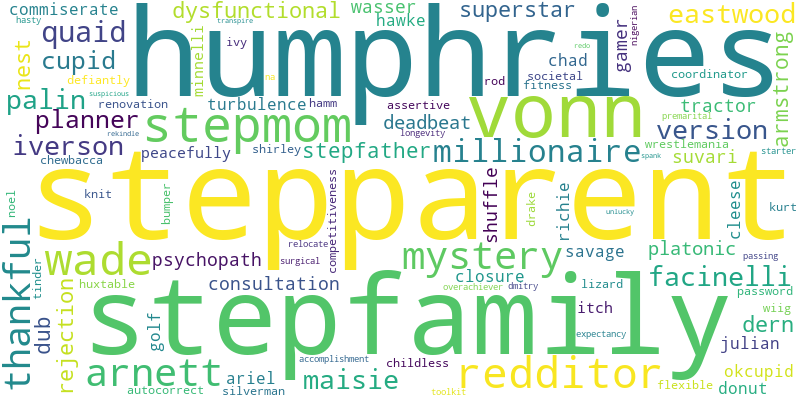 commiserate
dysfunctional
wasser
superstar
eastwood
hasty
transpire
hawke
humphries
gamer
nigerian
redo
quaid
minnelli
ivy
nest
cupid
chad
societal
coordinator
armstrong
defiantly
na
rod
fitness
suspicious
palin
renovation
turbulence
hamm
assertive
tractor
planner
stepmom
deadbeat
vonn
version
premarital
rekindle
longevity
iverson
peacefully
shirley
stepfather
millionaire
wrestlemania
starter
chewbacca
spank
suvari
stepparent
knit
bumper
competitiveness
shuffle
drake
richie
unlucky
cleese
kurt
noel
thankful
wade
relocate
mystery
savage
platonic
passing
psychopath
surgical
closure
facinelli
tinder
huxtable
consultation
overachiever
dmitry
lizard
password
rejection
stepfamily
itch
wiig
dub
golf
dern
expectancy
julian
arnett
accomplishment
childless
redditor
okcupid
ariel
maisie
flexible
donut
autocorrect
silverman
toolkit